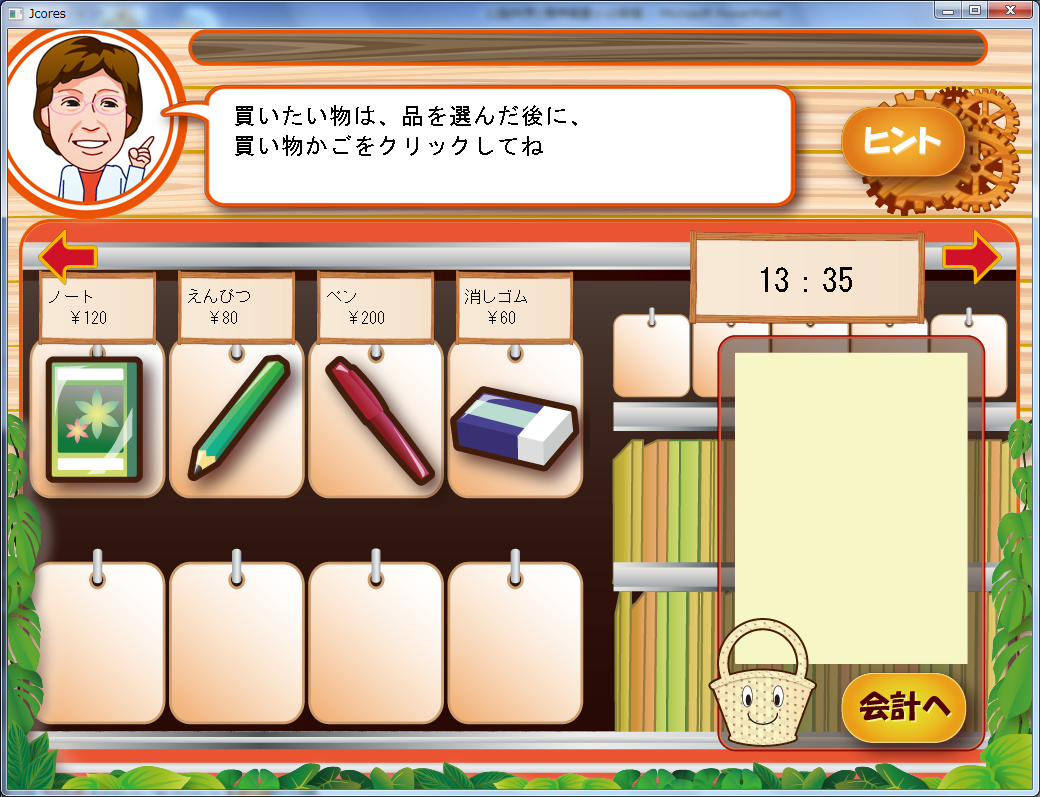 Jcores
買いたい物は、品を選んだ後に、
買い物かごをクリックしてね
ヒント
13：35
ノート
￥120
えんぴつ
￥80
ペン
￥200
消しゴム
￥60
会計へ